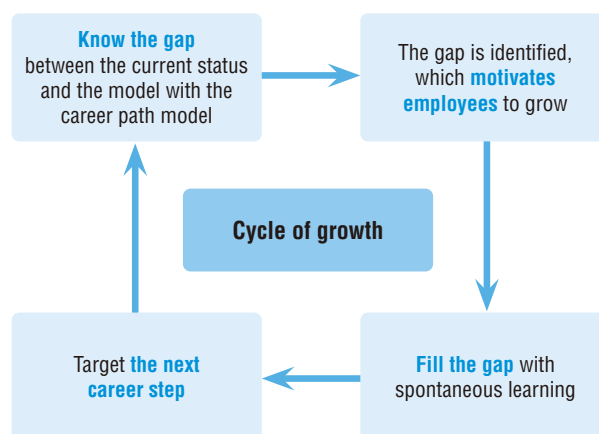 Know the gap
between the current status
and the model with the
career path model
The gap is identified,
which motivates
employees to grow
Cycle of growth
Target the next
career step
Fill the gap with
spontaneous learning